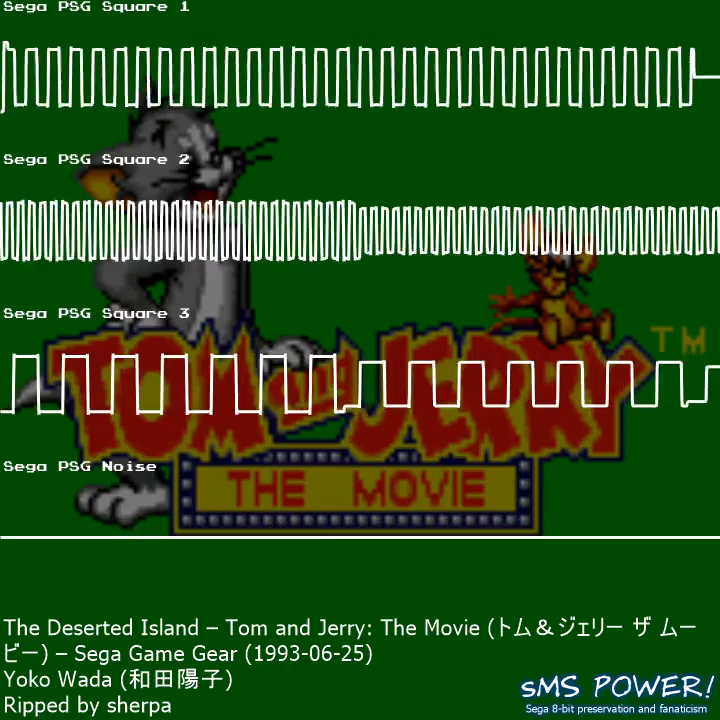 Sega PSG Square 1
Sega PSG Square 2
Sega PSG Square 3
TM
TOM and JERRY
Sega PSG Noise
THE MOVIE
The Deserted Island – Tom and Jerry: The Movie (トム＆ジェリー ザ ムー
ビー) – Sega Game Gear (1993-06-25)
Yoko Wada (和田陽子)
Ripped by sherpa
SMS POWER!
Sega 8-bit preservation and fanaticism